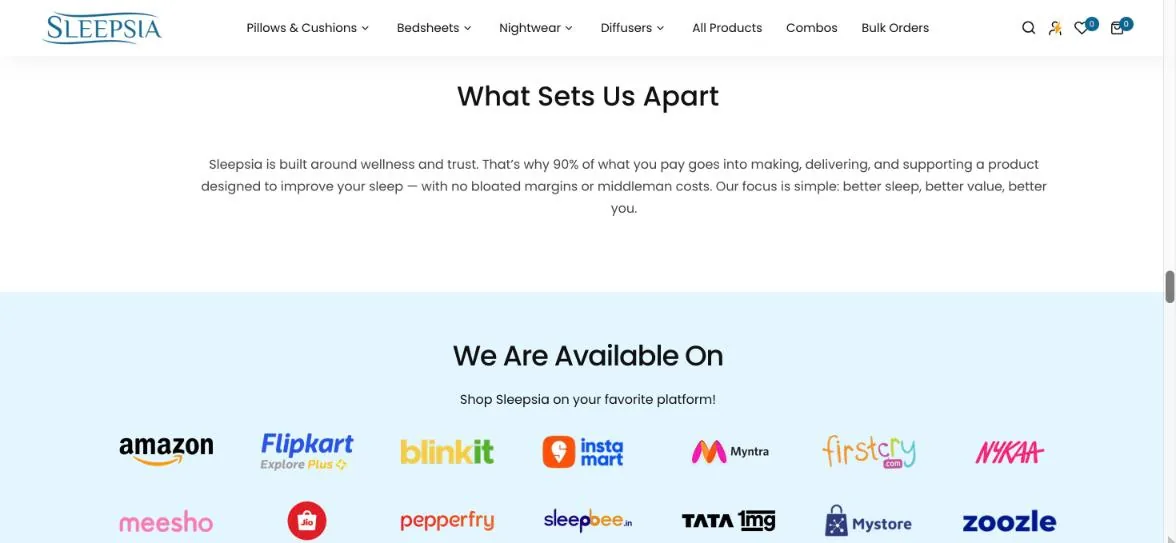 SLEEPSIA
Pillows & Cushions
Bedsheets
Nightwear
Diffusers
All Products
Combos
Bulk Orders
0
0
What Sets Us Apart
Sleepsia is built around wellness and trust. That's why 90% of what you pay goes into making, delivering, and supporting a product
designed to improve your sleep — with no bloated margins or middleman costs. Our focus is simple: better sleep, better value, better
you.
We Are Available On
Shop Sleepsia on your favorite platform!
amazon
Flipkart
Explore Plus
blinkit
insta
mart
Myntra
firstcry
.com
NYKAA
meesho
Jio
pepperfry
sleepbee.in
TATA 1mg
Mystore
zoozle